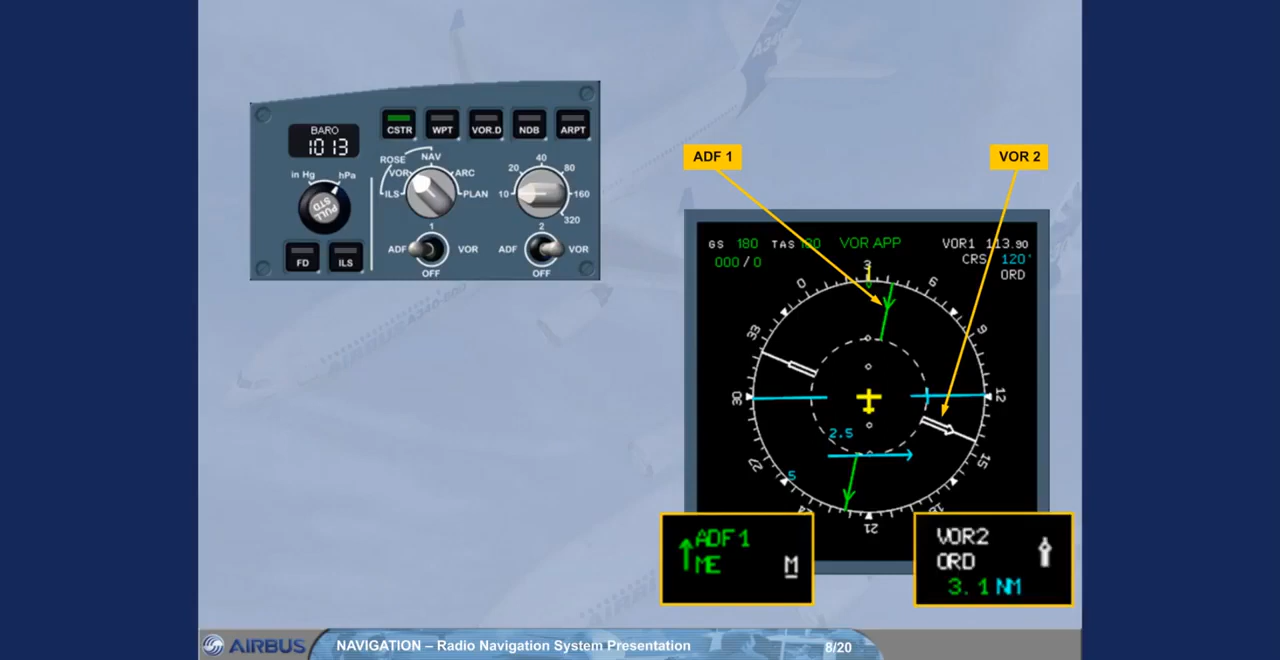 BARO
1013
in Hg
hPa
PULL
STD
FD
ILS
CSTR
WPT
VOR.D
NDB
ARPT
ROSE
NAV
VOR
ARC
ILS
PLAN
10
20
40
80
160
320
1
ADF
VOR
OFF
2
ADF
VOR
OFF
ADF 1
VOR 2
GS 180 TAS 180 VOR APP VOR1 113.90
000 / 0 CRS 120°
ORD
0
3
6
9
12
15
18
21
24
27
30
33
2.5
5
ADF1
ME
M
VOR2
ORD
3.1 NM
AIRBUS
NAVIGATION – Radio Navigation System Presentation
8/20